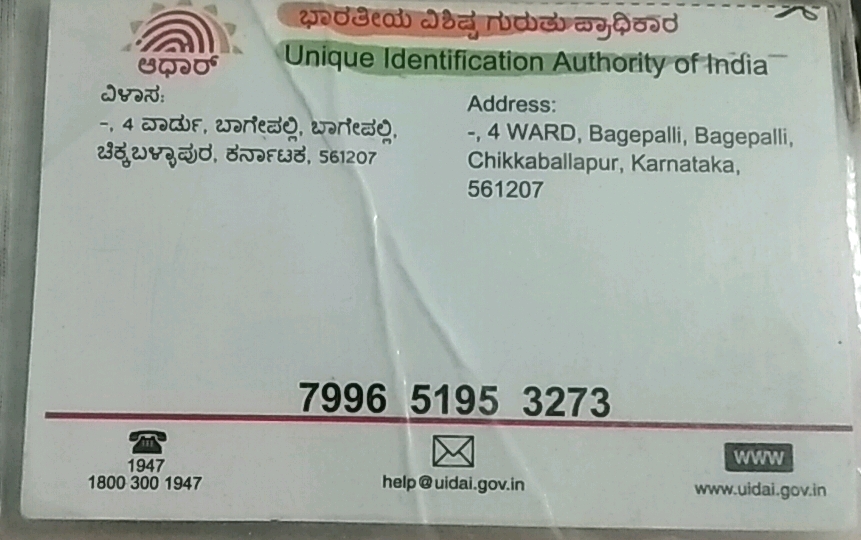 ಭಾರತೀಯ ವಿಶಿಷ್ಟ ಗುರುತು ಪ್ರಾಧಿಕಾರ
Unique Identification Authority of India
ಆಧಾರ್
ವಿಳಾಸ:
-, 4 ವಾರ್ಡು, ಬಾಗೇಪಲ್ಲಿ, ಬಾಗೇಪಲ್ಲಿ,
ಚಿಕ್ಕಬಳ್ಳಾಪುರ, ಕರ್ನಾಟಕ, 561207
Address:
-, 4 WARD, Bagepalli, Bagepalli,
Chikkaballapur, Karnataka,
561207
7996 5195 3273
1947
1800 300 1947
help@uidai.gov.in
WWW
www.uidai.gov.in